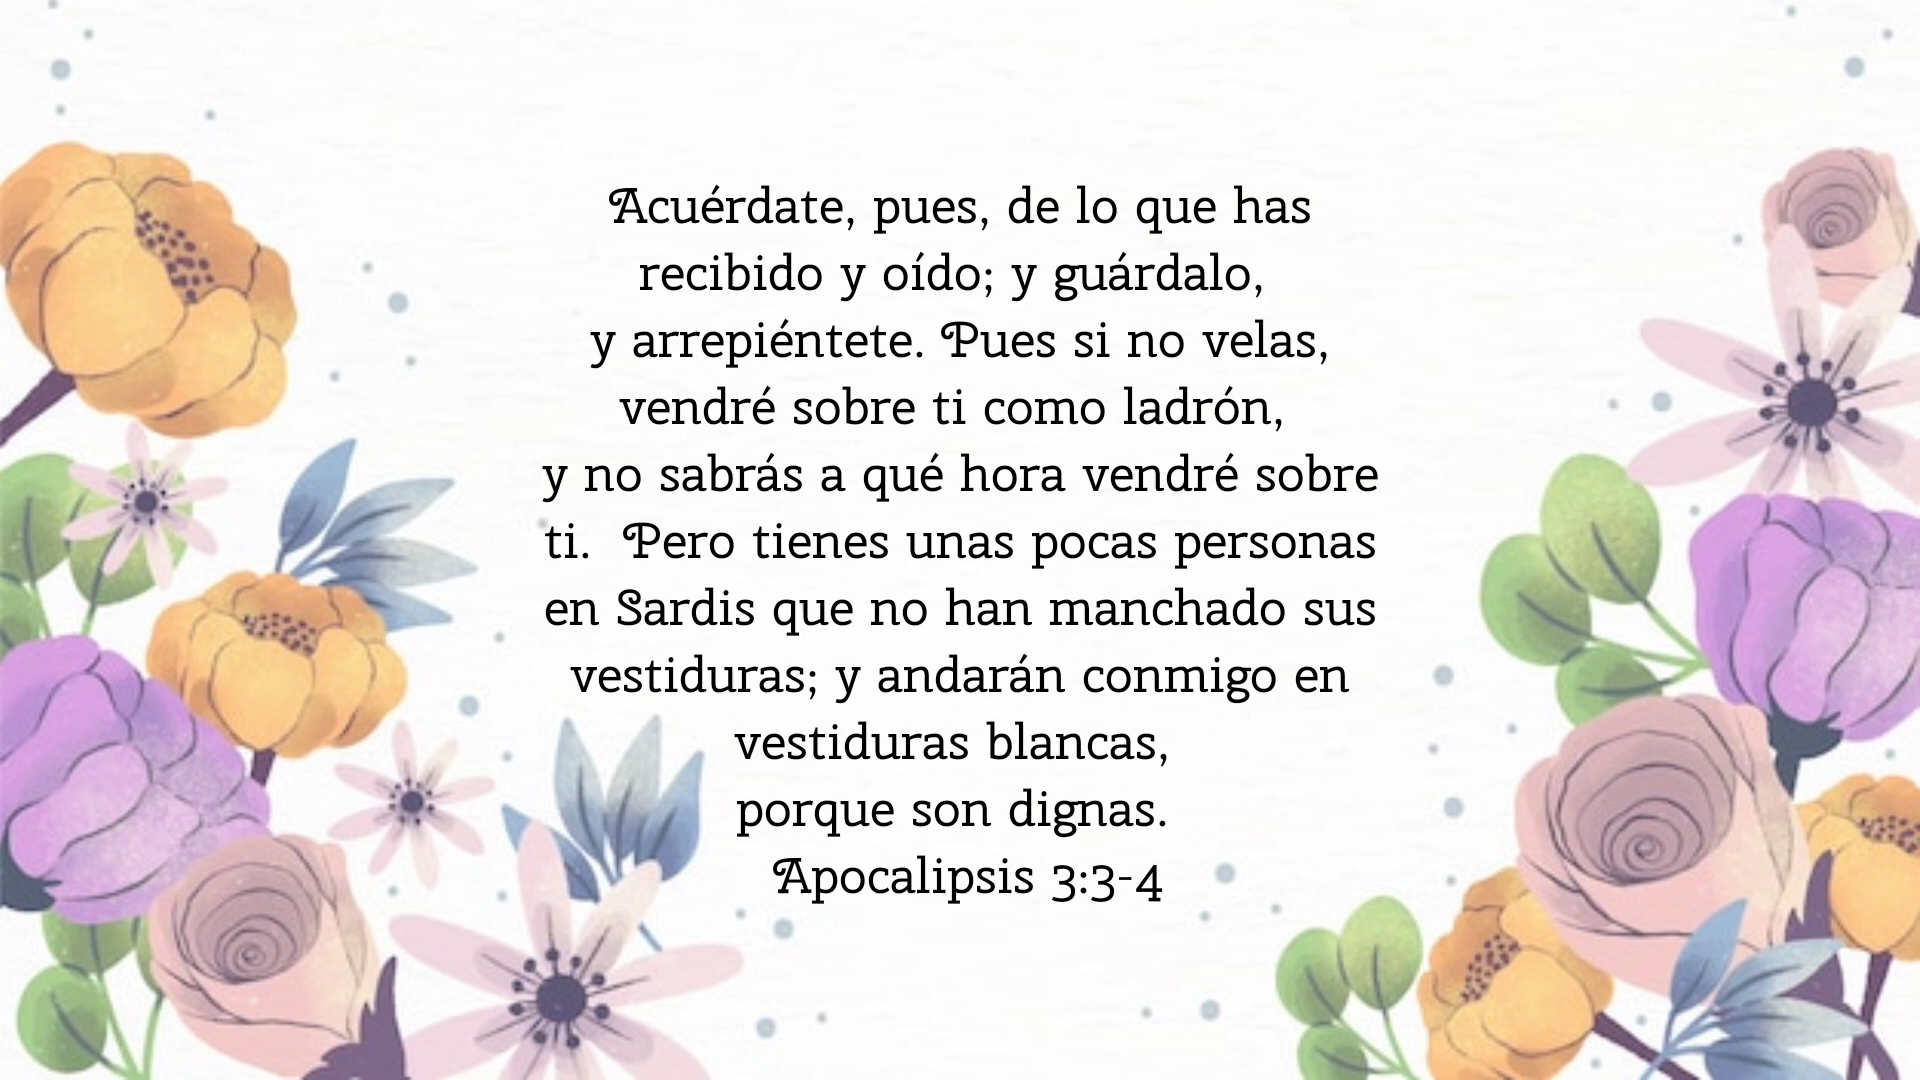 Acuérdate, pues, de lo que has
recibido y oído; y guárdalo,
y arrepiéntete. Pues si no velas,
vendré sobre ti como ladrón,
y no sabrás a qué hora vendré sobre
ti.  Pero tienes unas pocas personas
en Sardis que no han manchado sus
vestiduras; y andarán conmigo en
vestiduras blancas,
porque son dignas.
Apocalipsis 3:3-4